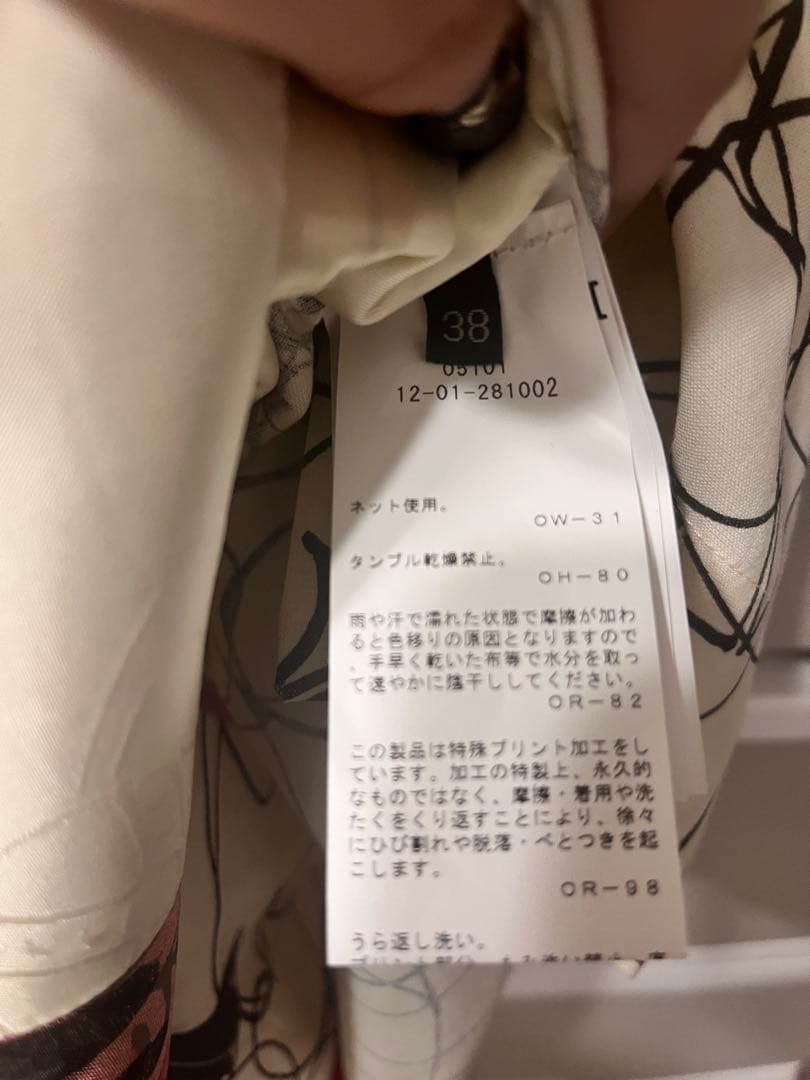 38
05101
12-01-281002
ネット使用。
OW-31
タンブル乾燥禁止。
OH-80
雨や汗で濡れた状態で摩擦が加わ
ると色移りの原因となりますので
、手早く乾いた布等で水分を取っ
て速やかに陰干ししてください。
OR-82
この製品は特殊プリント加工をし
ています。加工の特製上、永久的
なものではなく、摩擦・着用や洗
たくをくり返すことにより、徐々
にひび割れや脱落・べとつきを起
こします。
OR-98
うら返し洗い。